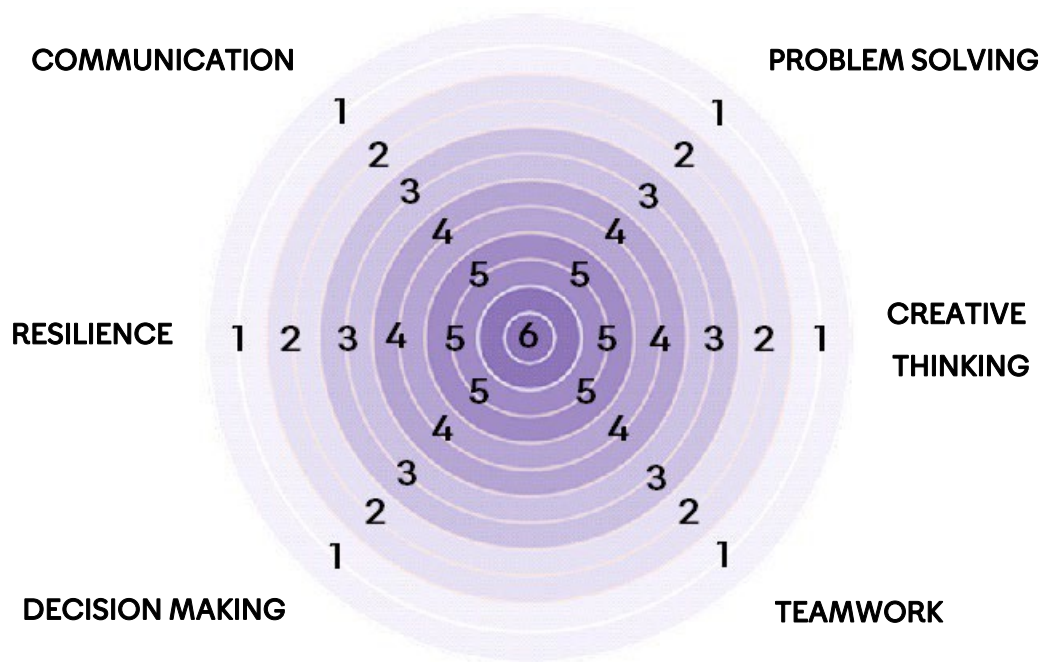 COMMUNICATION
PROBLEM SOLVING
1 1
2 2
3 3
4 4
5 5
CREATIVE
RESILIENCE
1 2 3 4 5 6 5 4 3 2 1
THINKING
5 5
4 4
3 3
2 2
1 1
DECISION MAKING
TEAMWORK